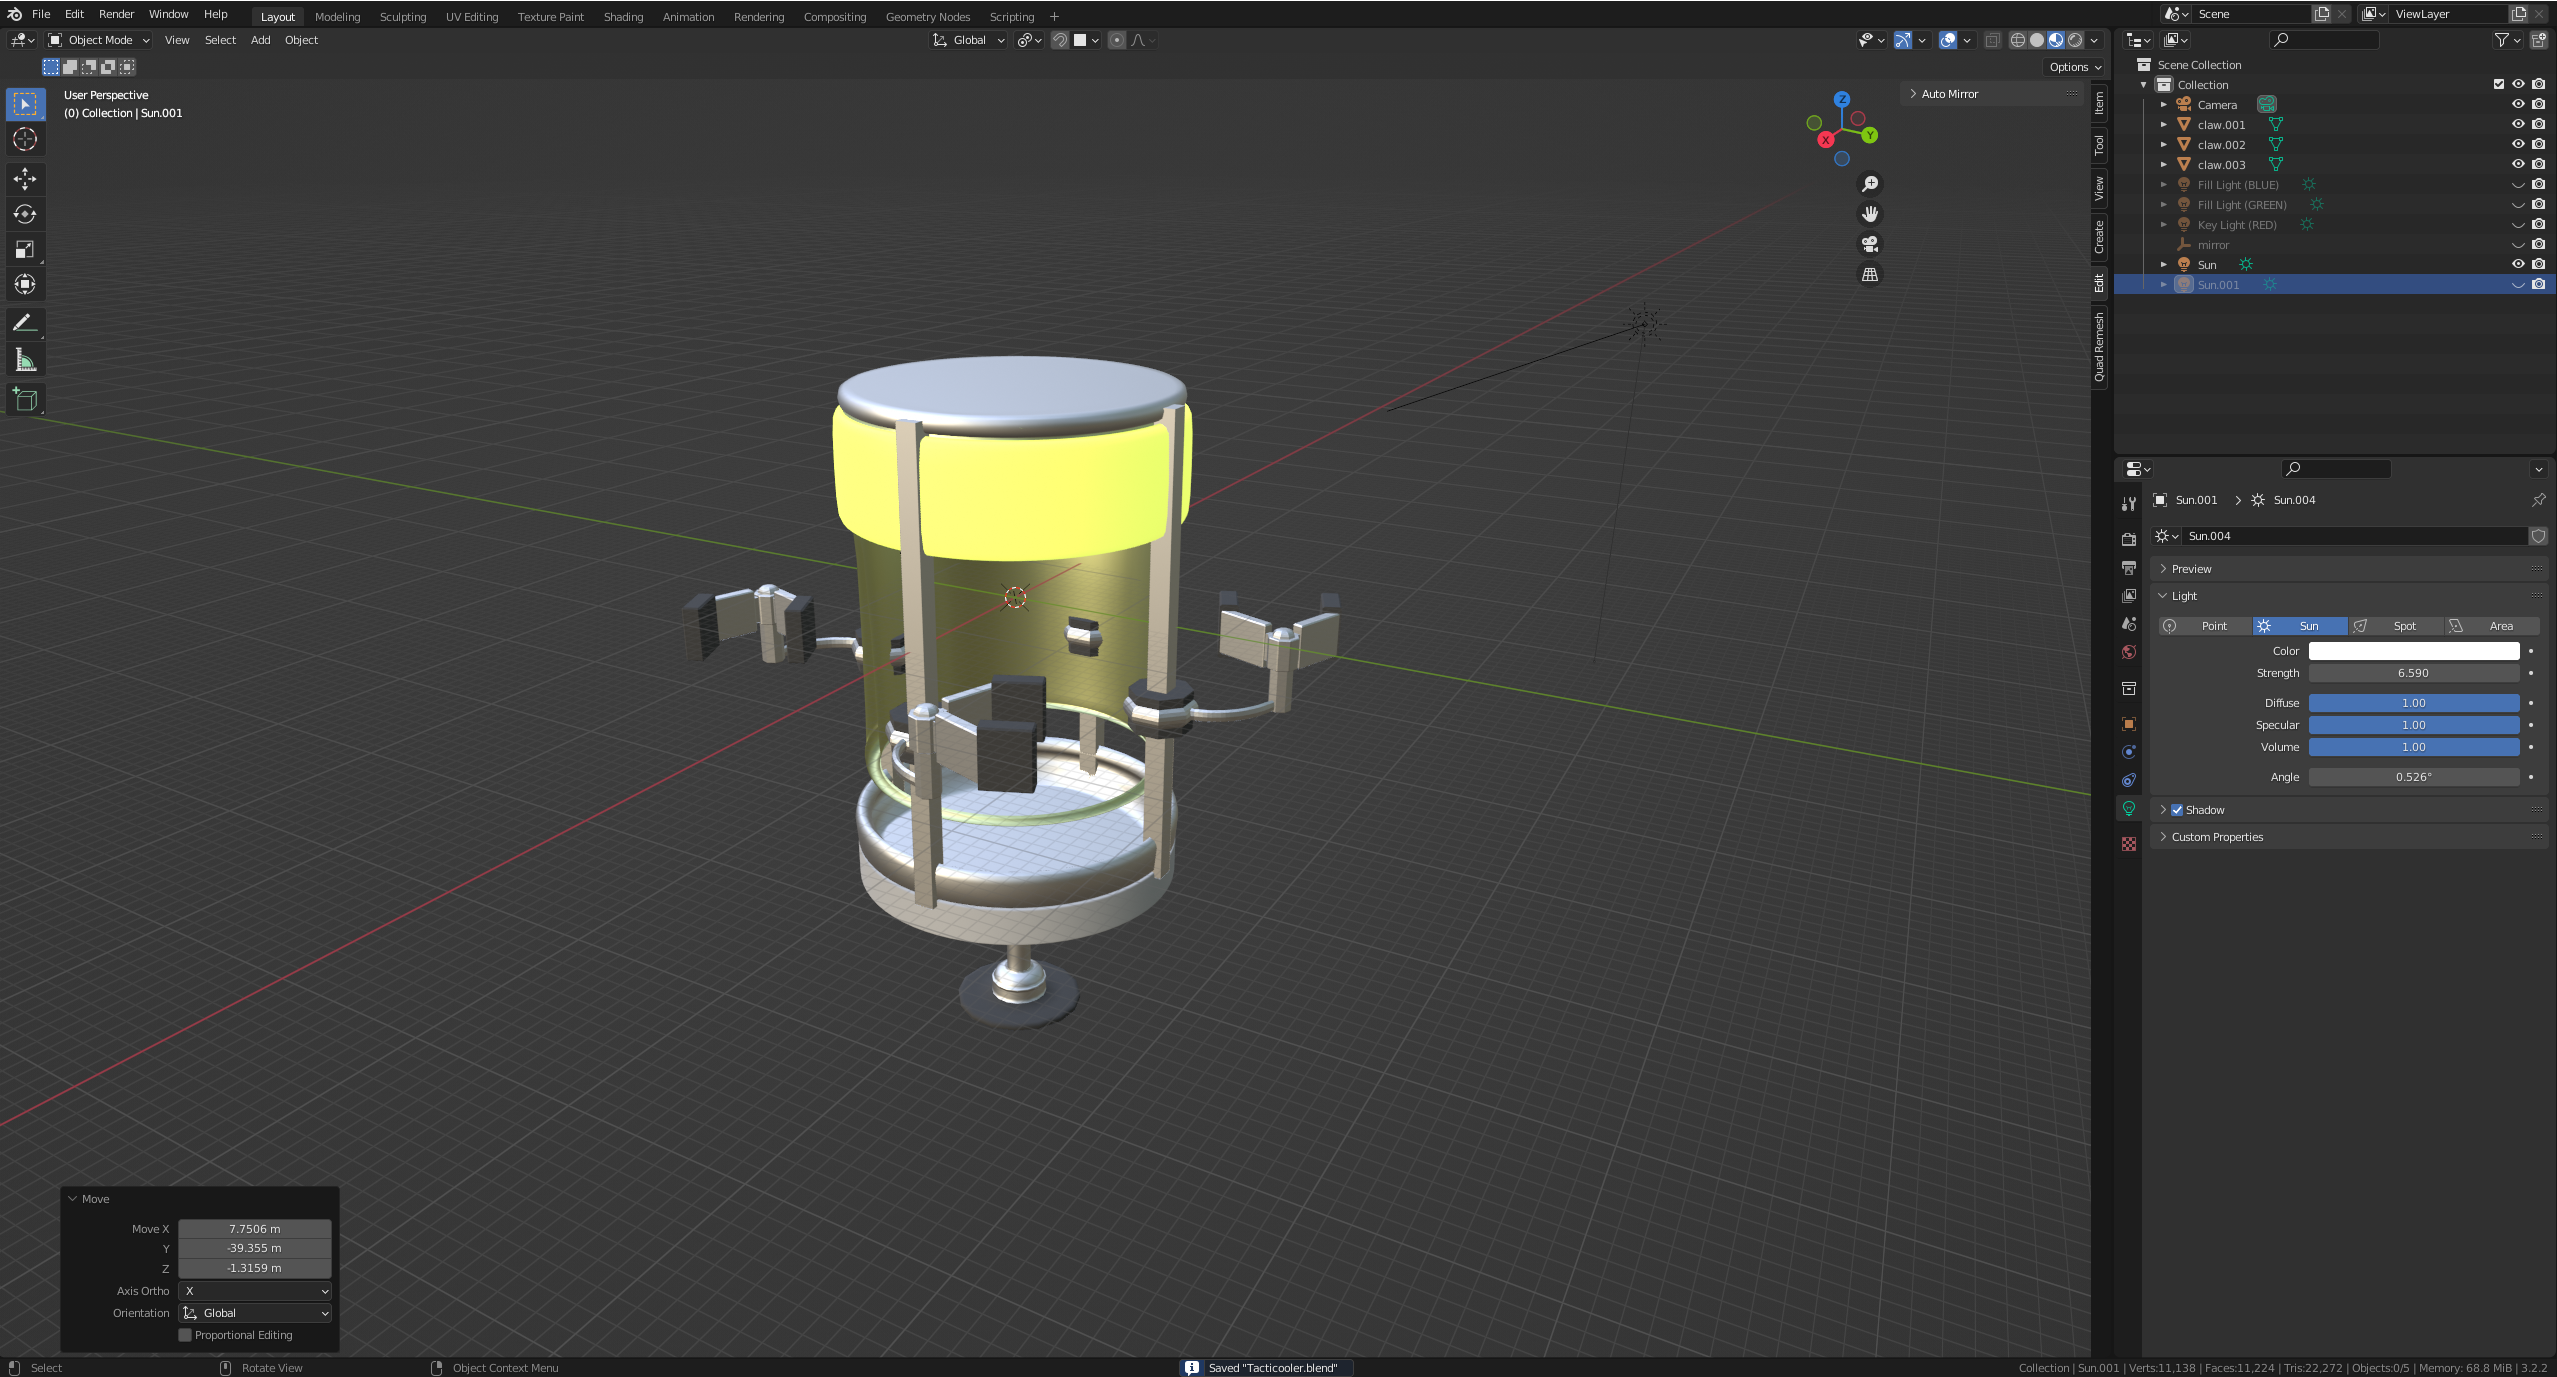 File Edit Render Window Help
Layout Modeling Sculpting UV Editing Texture Paint Shading Animation Rendering Compositing Geometry Nodes Scripting +
Scene
ViewLayer
Object Mode View Select Add Object
Global
Options
User Perspective
(0) Collection | Sun.001
Auto Mirror
Z
Y
X
Item
Tool
View
Create
Edit
Quad Remesh
Scene Collection
Collection
Camera
claw.001
claw.002
claw.003
Fill Light (BLUE)
Fill Light (GREEN)
Key Light (RED)
mirror
Sun
Sun.001
Sun.001 > Sun.004
Sun.004
Preview
Light
Point Sun Spot Area
Color
Strength 6.590
Diffuse 1.00
Specular 1.00
Volume 1.00
Angle 0.526°
Shadow
Custom Properties
Move
Move X 7.7506 m
Y -39.355 m
Z -1.3159 m
Axis Ortho X
Orientation Global
Proportional Editing
Select
Rotate View
Object Context Menu
Saved "Tacticooler.blend"
Collection | Sun.001 | Verts:11,138 | Faces:11,224 | Tris:22,272 | Objects:0/5 | Memory: 68.8 MiB | 3.2.2